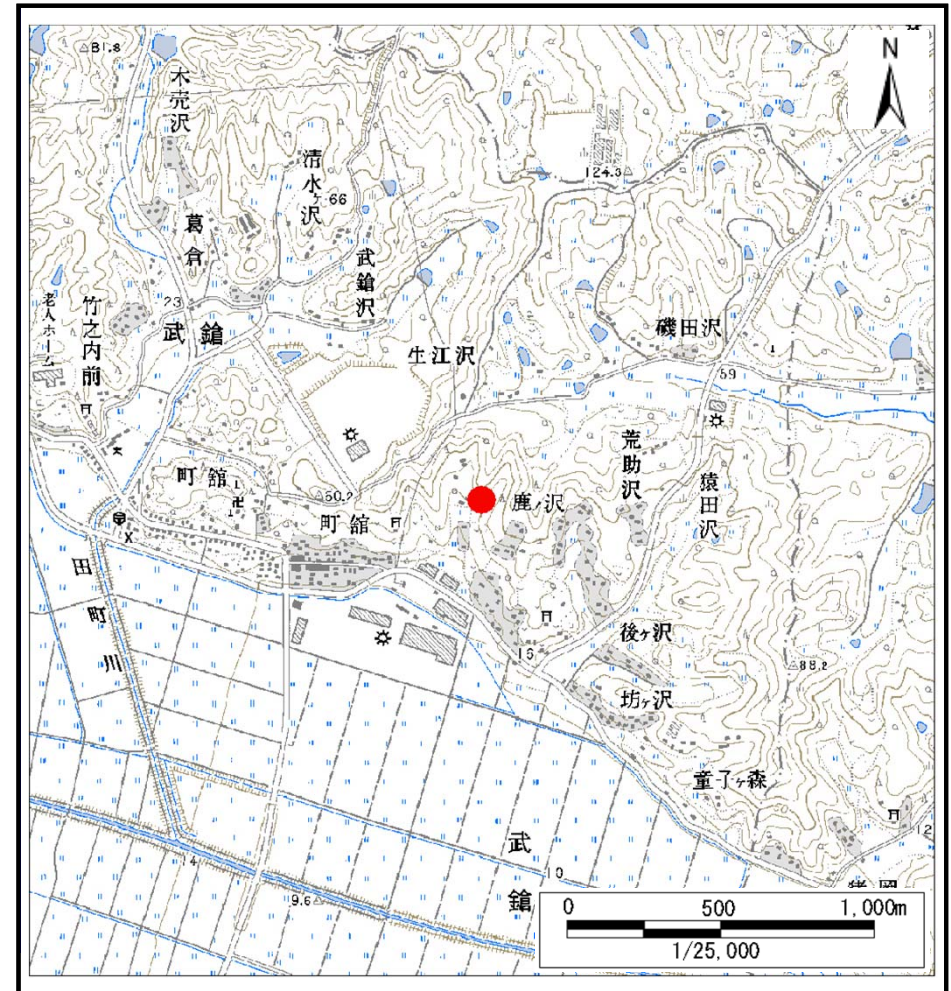 81.8
N
木売沢
清水ヶ沢
66
124.3
葛倉
武鎗沢
老人ホーム
竹之内前
23
武鎗
磯田沢
生江沢
59
荒助沢
町舘
猿田沢
60.2
鹿ノ沢
町舘
田町川
後ヶ沢
16
88.2
坊ヶ沢
童子ヶ森
12
武鎗
10
14
9.6
0 500 1,000m
1/25,000